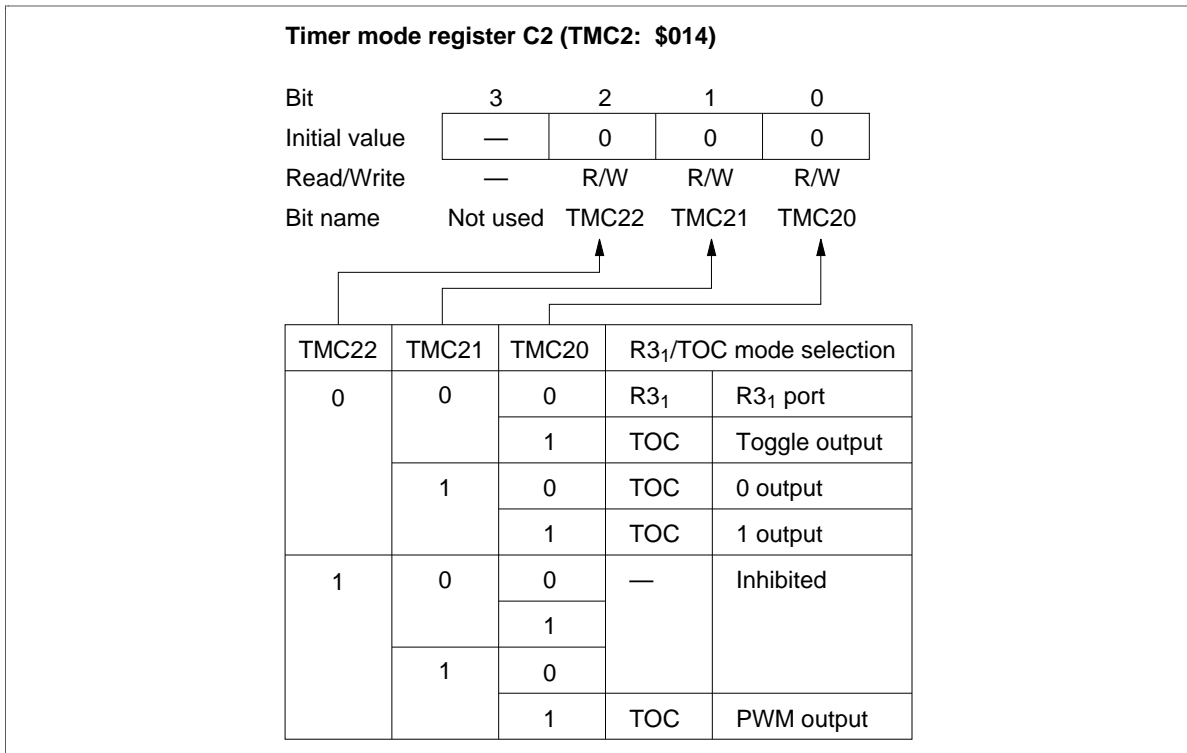 Timer mode register C2 (TMC2: $014)
Bit 3 2 1 0
Initial value — 0 0 0
Read/Write — R/W R/W R/W
Bit name Not used TMC22 TMC21 TMC20
TMC22 TMC21 TMC20 R3₁/TOC mode selection
0 0 0 R3₁ R3₁ port
1 TOC Toggle output
1 0 TOC 0 output
1 TOC 1 output
1 0 0 — Inhibited
1
1 0
1 TOC PWM output